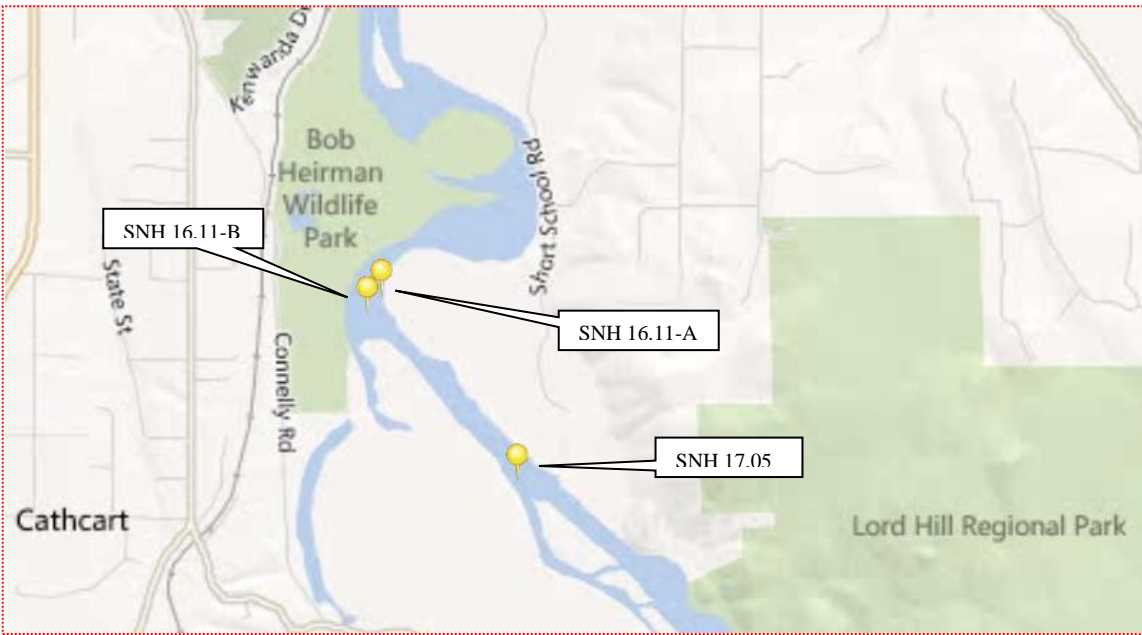 Kenwanda Dr
Bob
Heirman
Wildlife
Park
Short School Rd
SNH 16.11-B
State St
SNH 16.11-A
Connelly Rd
SNH 17.05
Cathcart
Lord Hill Regional Park